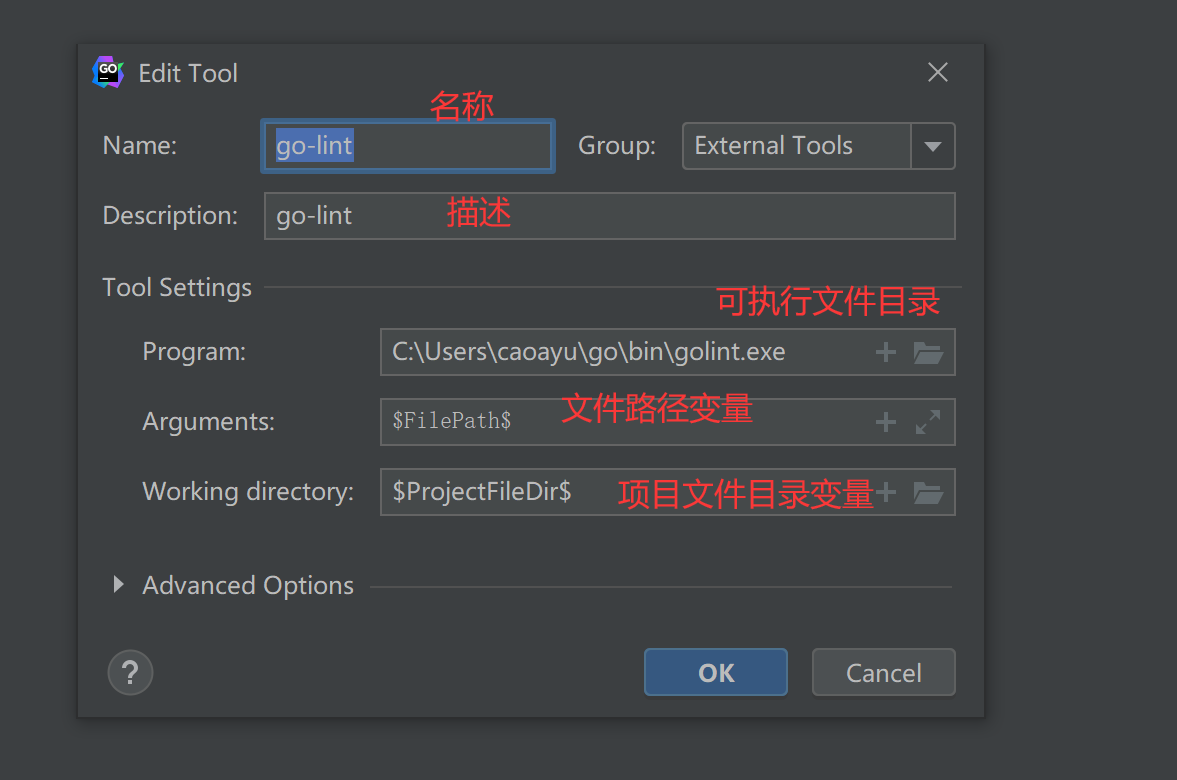 GO
Edit Tool
名称
Name: go-lint Group: External Tools
Description: go-lint 描述
Tool Settings
可执行文件目录
Program: C:\Users\caoayu\go\bin\golint.exe
Arguments: $FilePath$ 文件路径变量
Working directory: $ProjectFileDir$ 项目文件目录变量
Advanced Options
? OK Cancel